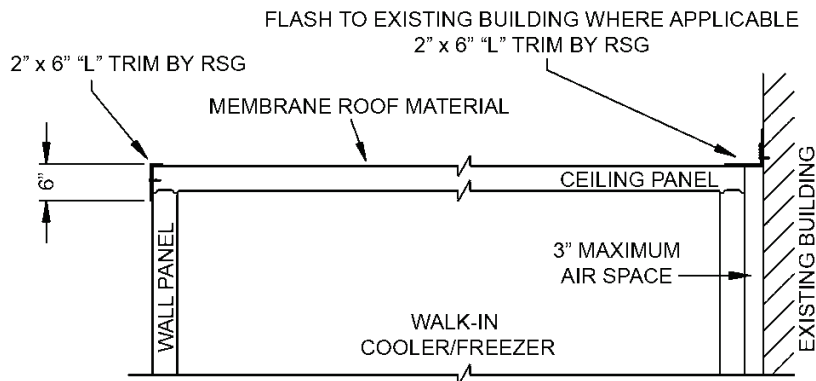 FLASH TO EXISTING BUILDING WHERE APPLICABLE
2” x 6” “L” TRIM BY RSG
2” x 6” “L” TRIM BY RSG
MEMBRANE ROOF MATERIAL
6”
CEILING PANEL
WALL PANEL
3” MAXIMUM
AIR SPACE
EXISTING BUILDING
WALK-IN
COOLER/FREEZER